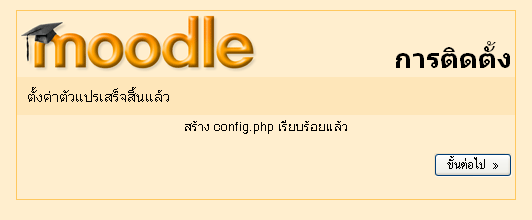 moodle
การติดตั้ง
ตั้งค่าตัวแปรเสร็จสิ้นแล้ว
สร้าง config.php เรียบร้อยแล้ว
ขั้นต่อไป »